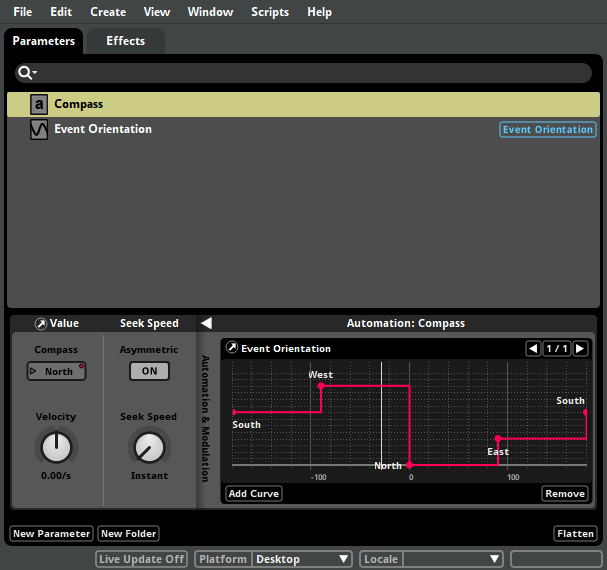 File Edit Create View Window Scripts Help
Parameters Effects
a Compass
Event Orientation Event Orientation
Value Seek Speed Automation: Compass
Compass Asymmetric
North ON
Velocity Seek Speed
0.00/s Instant
Automation & Modulation
Event Orientation 1 / 1
West
South
South
East
North
-100 0 100
Add Curve Remove
New Parameter New Folder Flatten
Live Update Off Platform Desktop Locale